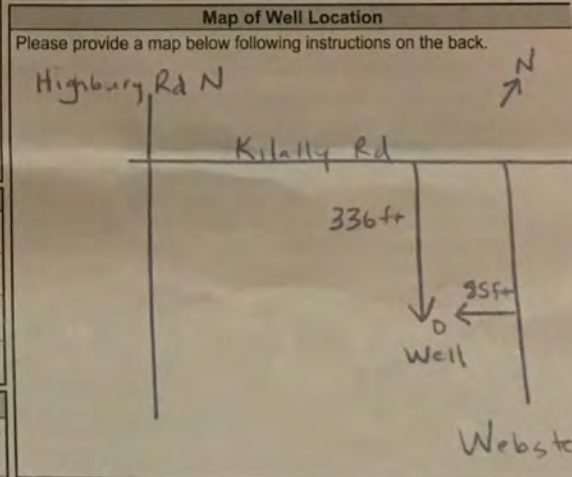 Map of Well Location
Please provide a map below following instructions on the back.
N
Highbury Rd N
Kilally Rd
336ft
85ft
Well
Webste